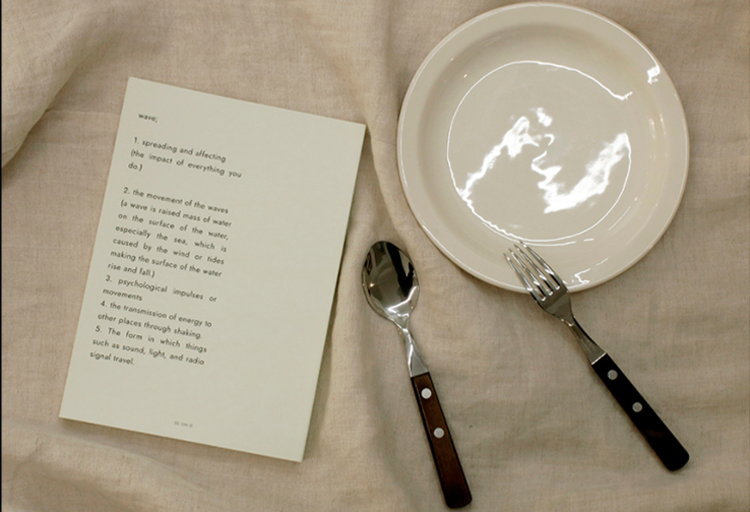 wave;
1. spreading and affecting
(the impact of everything you
do.)
2. the movement of the waves
(a wave is raised mass of water
on the surface of the water,
especially the sea, which is
caused by the wind or tides
making the surface of the water
rise and fall.)
3. psychological impulses or
movements
4. the transmission of energy to
other places through shaking.
5. The form is which things
such as sound, light, and radio
signal travel.